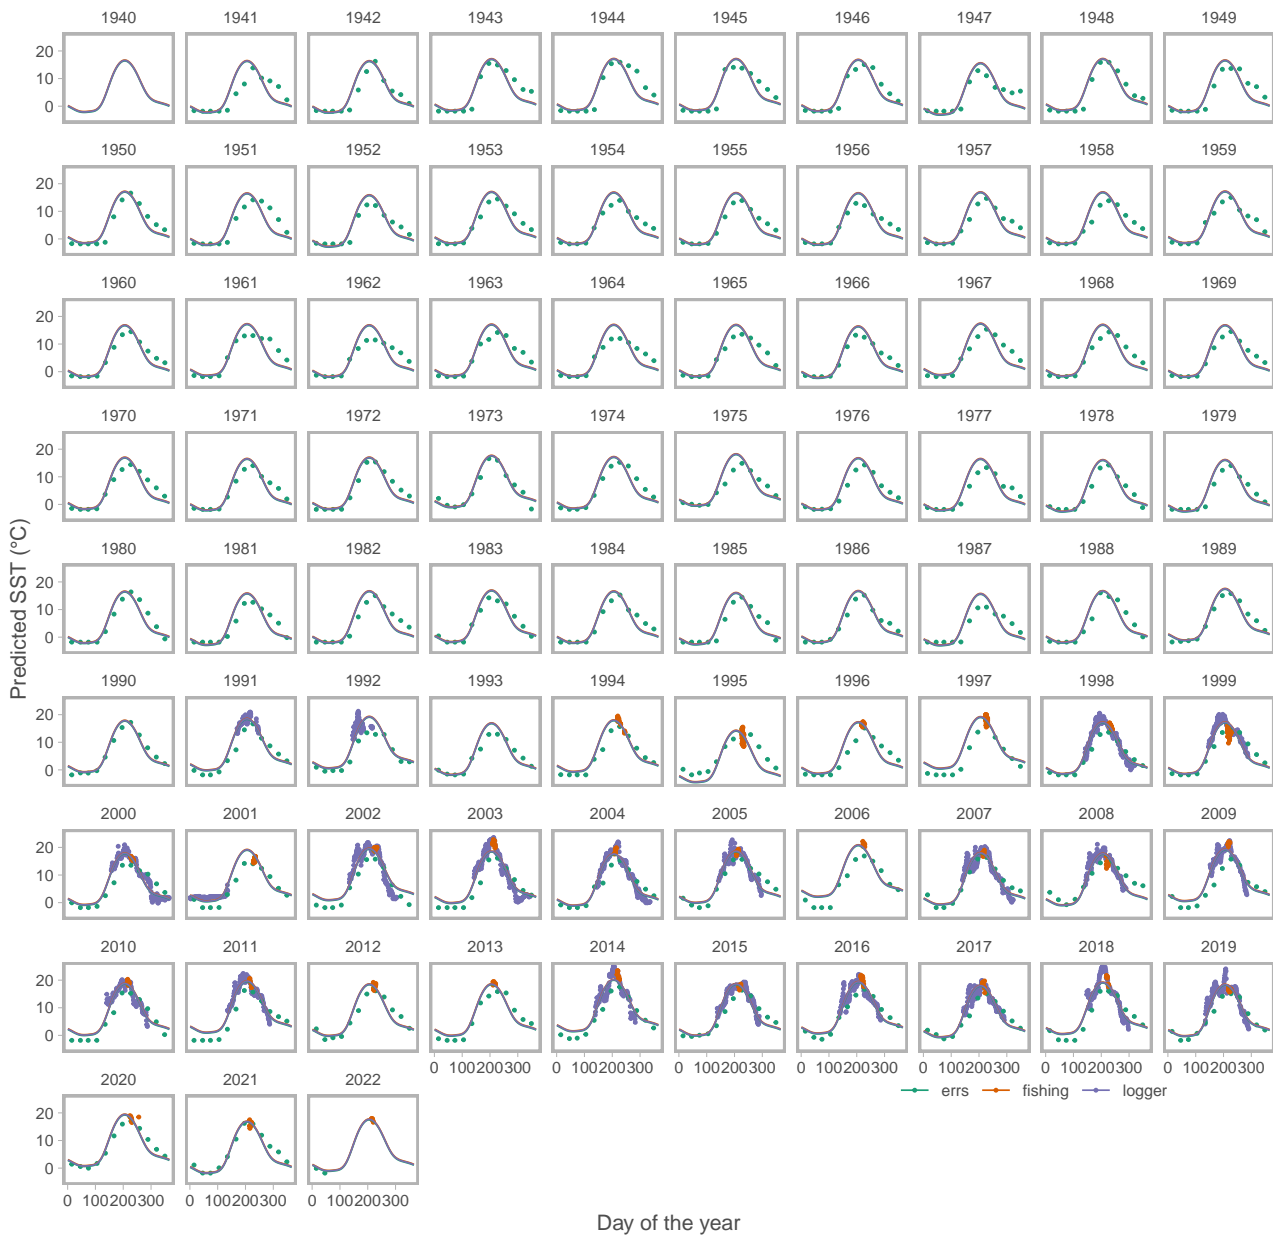 1940 1941 1942 1943 1944 1945 1946 1947 1948 1949
20
10
0
1950 1951 1952 1953 1954 1955 1956 1957 1958 1959
20
10
0
1960 1961 1962 1963 1964 1965 1966 1967 1968 1969
20
10
0
1970 1971 1972 1973 1974 1975 1976 1977 1978 1979
20
10
0
Predicted SST (°C)
1980 1981 1982 1983 1984 1985 1986 1987 1988 1989
20
10
0
1990 1991 1992 1993 1994 1995 1996 1997 1998 1999
20
10
0
2000 2001 2002 2003 2004 2005 2006 2007 2008 2009
20
10
0
2010 2011 2012 2013 2014 2015 2016 2017 2018 2019
20
10
0
0 100200300 0 100200300 0 100200300 0 100200300 0 100200300 0 100200300 0 100200300
2020 2021 2022
errs fishing logger
20
10
0
0 100200300 0 100200300 0 100200300
Day of the year